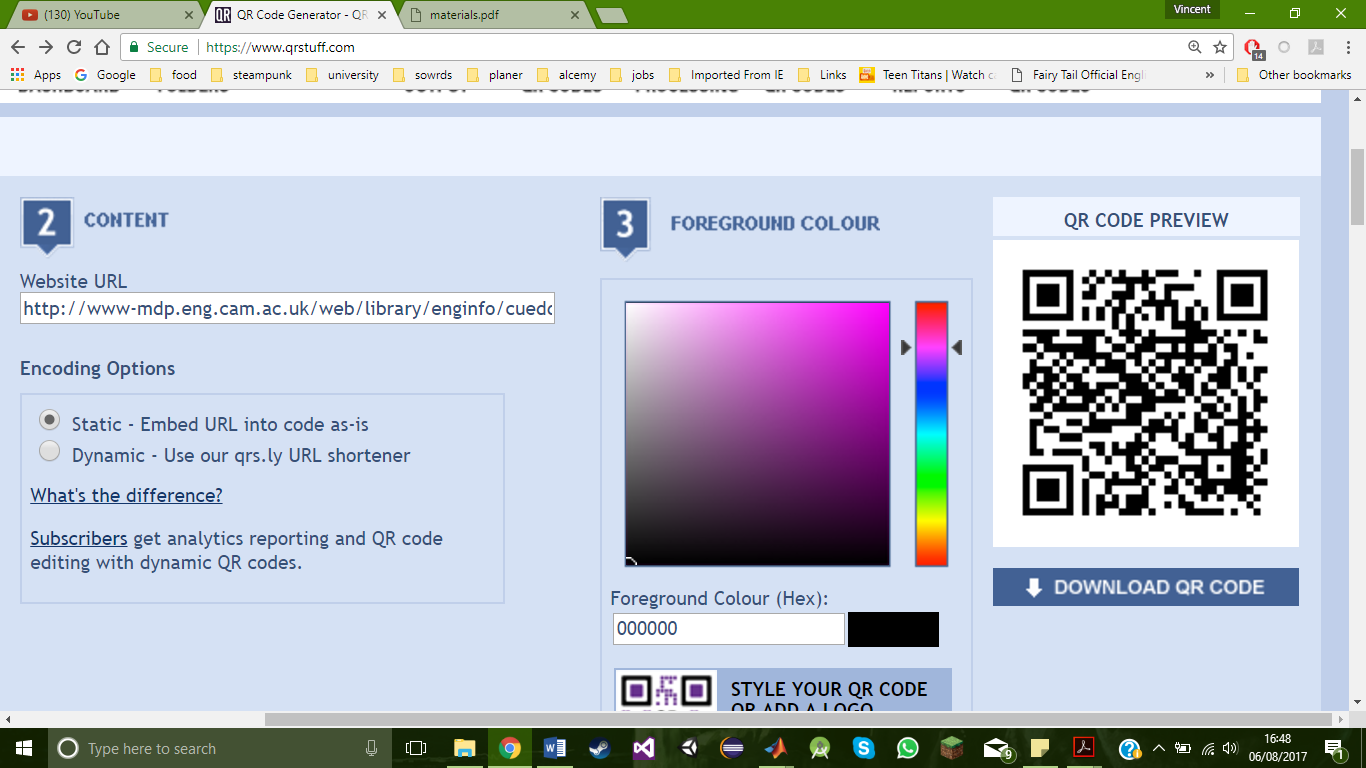 (130) YouTube
QR Code Generator - QR
materials.pdf
Vincent
Secure
https://www.qrstuff.com
14
Apps
Google
food
steampunk
university
sowrds
planer
alcemy
jobs
Imported From IE
Links
Teen Titans | Watch ca
Fairy Tail Official Engl
»
Other bookmarks
2 CONTENT
Website URL
http://www-mdp.eng.cam.ac.uk/web/library/enginfo/cued
Encoding Options
Static - Embed URL into code as-is
Dynamic - Use our qrs.ly URL shortener
What's the difference?
Subscribers get analytics reporting and QR code
editing with dynamic QR codes.
3 FOREGROUND COLOUR
Foreground Colour (Hex):
000000
STYLE YOUR QR CODE
OR ADD A LOGO
QR CODE PREVIEW
DOWNLOAD QR CODE
Type here to search
9
16:48
06/08/2017
1